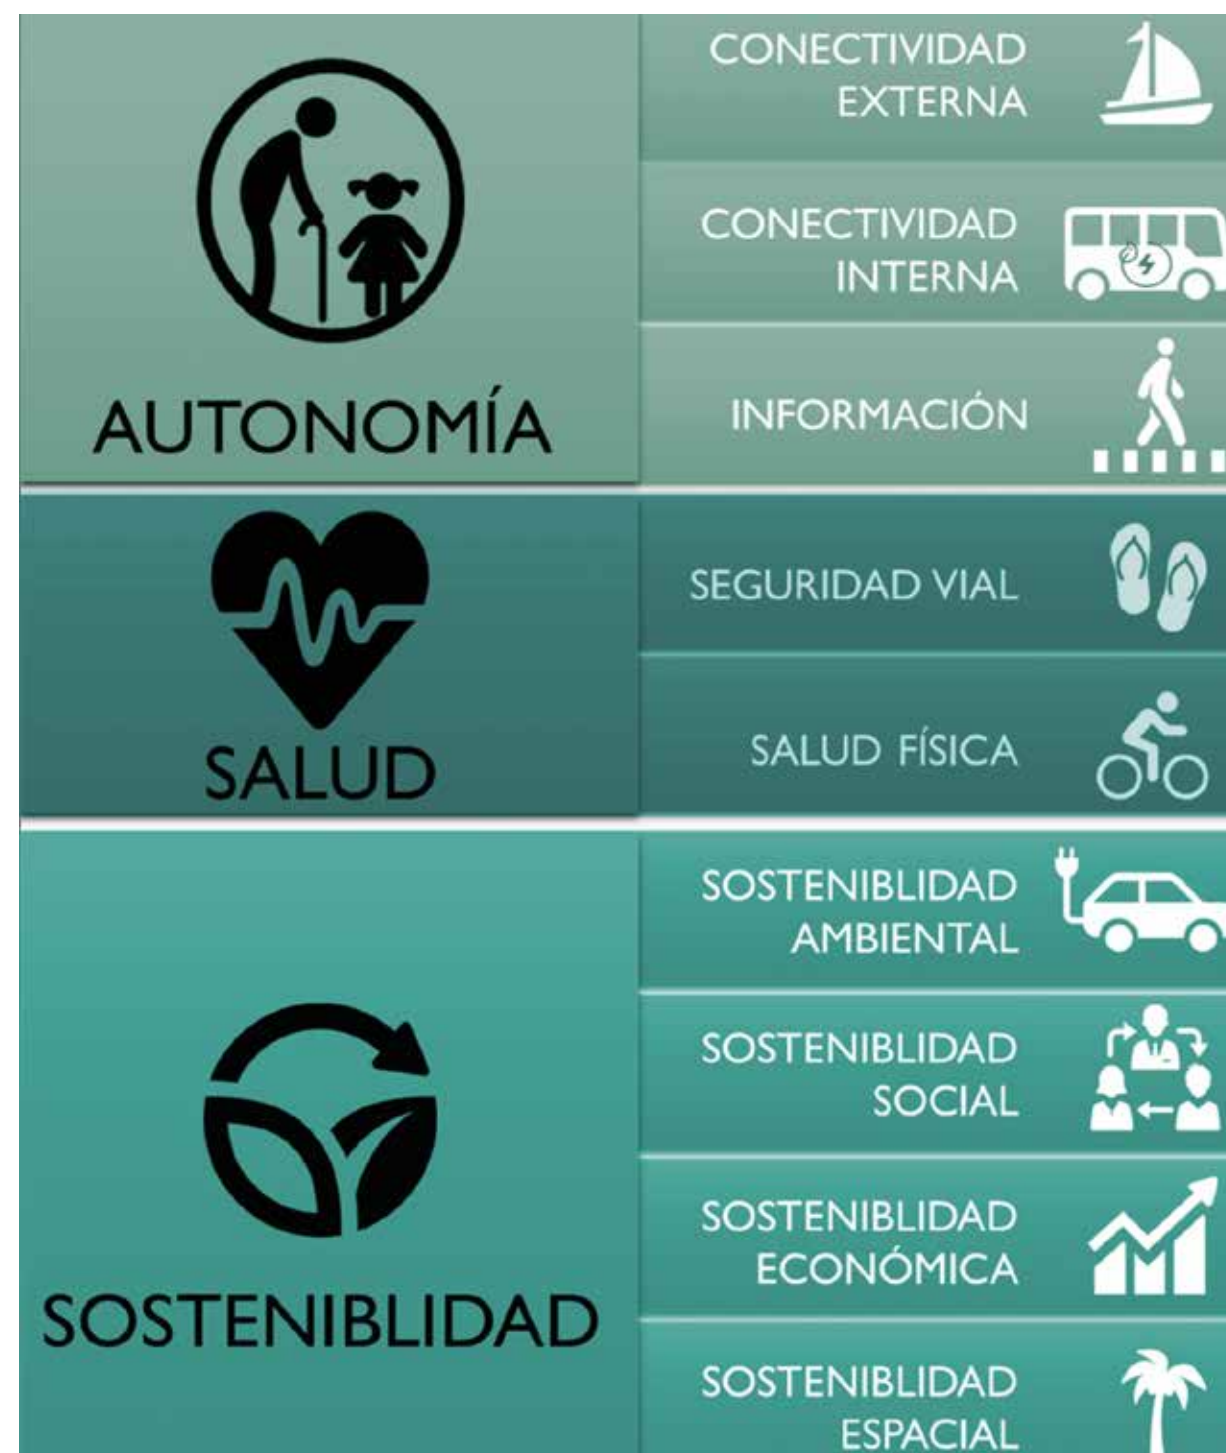 AUTONOMÍA
CONECTIVIDAD
EXTERNA
CONECTIVIDAD
INTERNA
INFORMACIÓN
SALUD
SEGURIDAD VIAL
SALUD FÍSICA
SOSTENIBLIDAD
SOSTENIBLIDAD
AMBIENTAL
SOSTENIBLIDAD
SOCIAL
SOSTENIBLIDAD
ECONÓMICA
SOSTENIBLIDAD
ESPACIAL